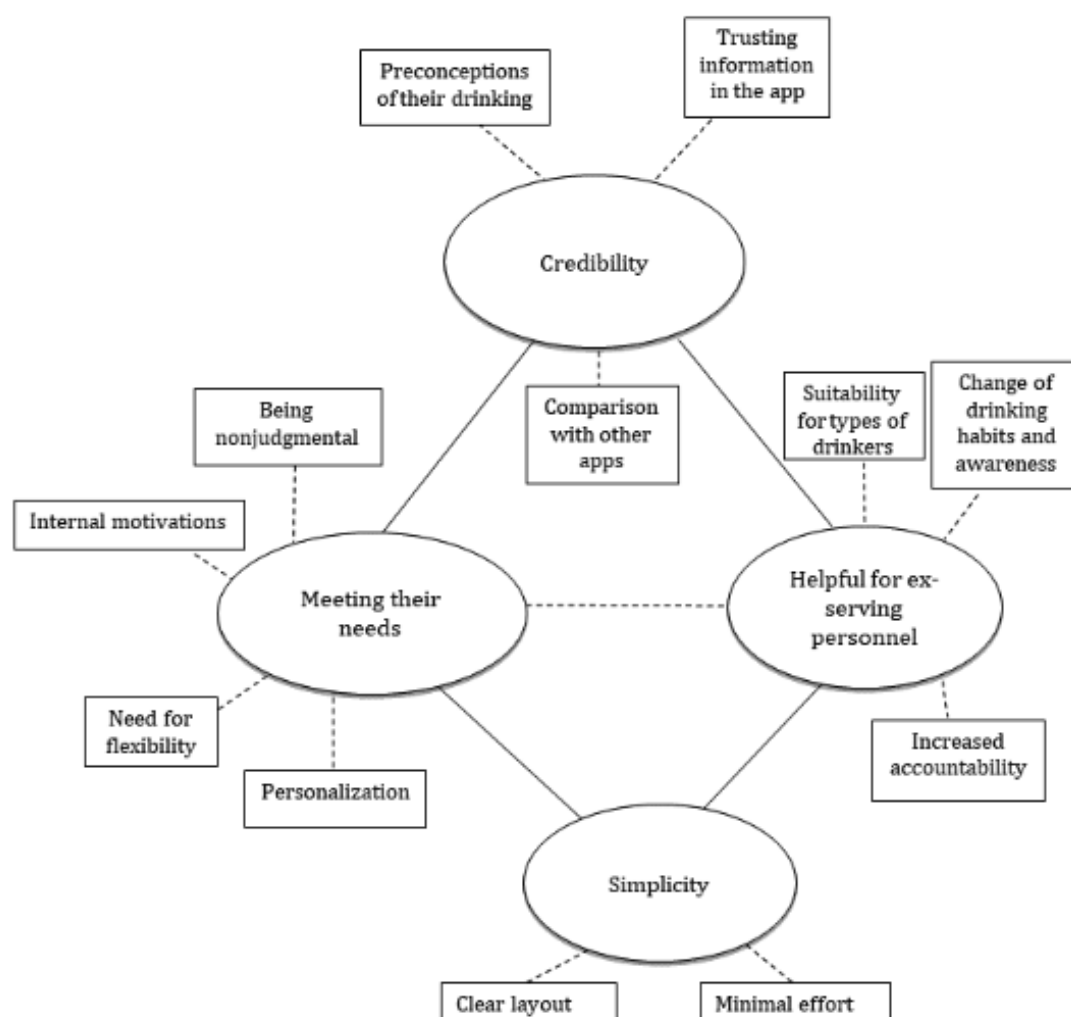 Preconceptions
of their drinking
Trusting
information
in the app
Credibility
Being
nonjudgmental
Comparison
with other
apps
Suitability
for types of
drinkers
Change of
drinking
habits and
awareness
Internal motivations
Meeting their
needs
Helpful for ex-
serving
personnel
Need for
flexibility
Personalization
Increased
accountability
Simplicity
Clear layout
Minimal effort